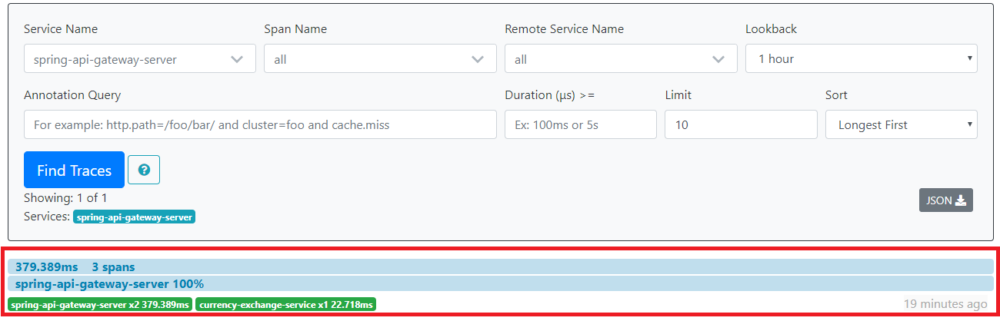 Service Name Span Name Remote Service Name Lookback
spring-api-gateway-server all all 1 hour
Annotation Query Duration (μs) >= Limit Sort
For example: http.path=/foo/bar/ and cluster=foo and cache.miss Ex: 100ms or 5s 10 Longest First
Find Traces ?
Showing: 1 of 1
Services: spring-api-gateway-server JSON
379.389ms 3 spans
spring-api-gateway-server 100%
spring-api-gateway-server x2 379.389ms currency-exchange-service x1 22.718ms 19 minutes ago